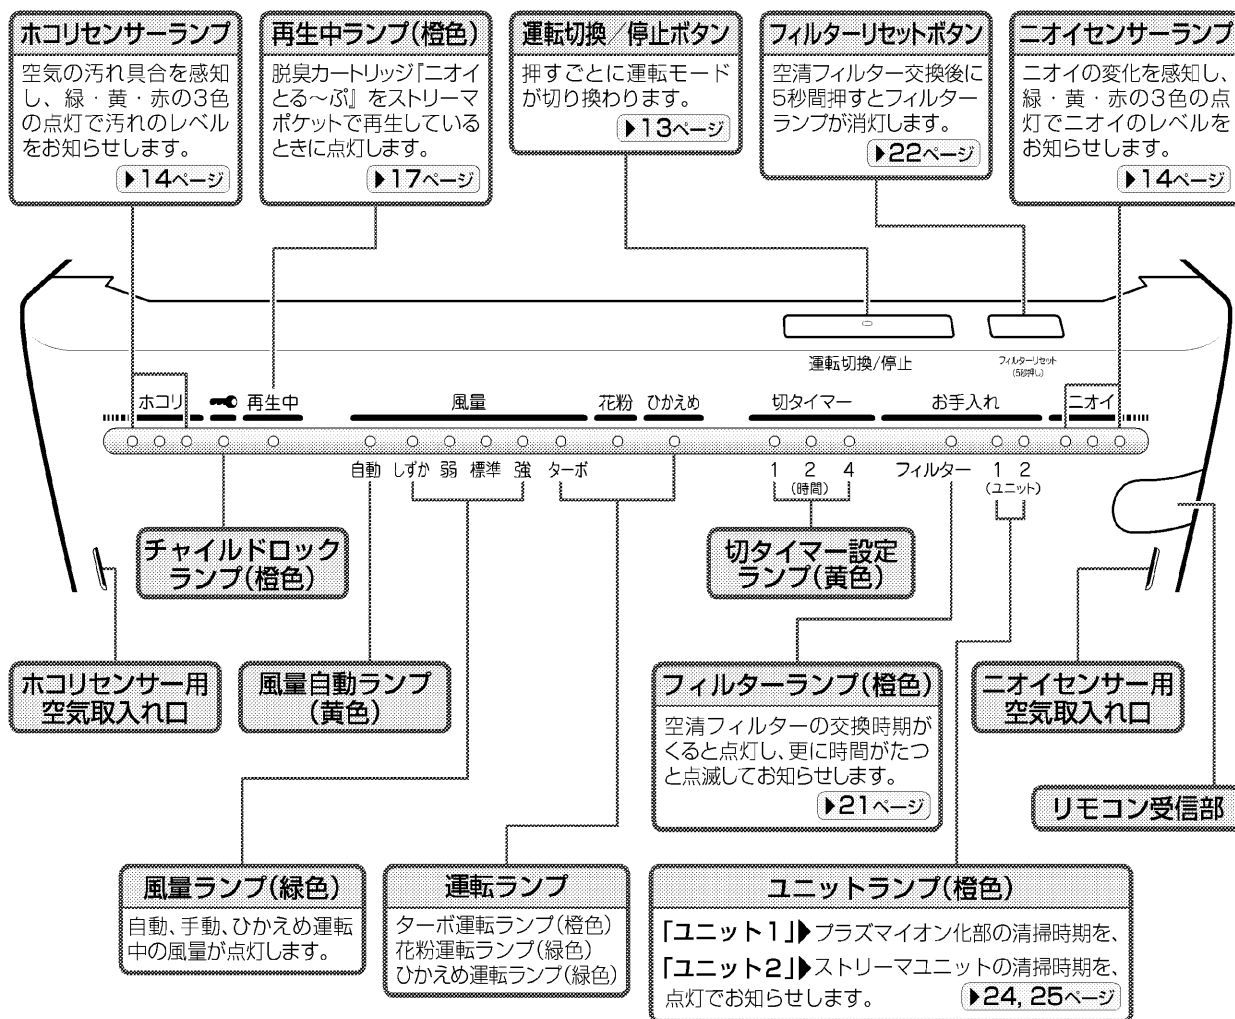 ホコリセンサーランプ
空気の汚れ具合を感知
し、緑・黄・赤の3色
の点灯で汚れのレベル
をお知らせします。
▶14ページ
再生中ランプ(橙色)
脱臭カートリッジ『ニオイ
とる～ぷ』をストリーマ
ポケットで再生している
ときに点灯します。
▶17ページ
運転切換/停止ボタン
押すごとに運転モード
が切り換わります。
▶13ページ
フィルターリセットボタン
空清フィルター交換後に
5秒間押すとフィルター
ランプが消灯します。
▶22ページ
ニオイセンサーランプ
ニオイの変化を感知し、
緑・黄・赤の3色の点
灯でニオイのレベルを
お知らせします。
▶14ページ
運転切換/停止
フィルターリセット
(5秒押し)
ホコリ 再生中 風量 花粉 ひかえめ 切タイマー お手入れ ニオイ
自動 しずか 弱 標準 強 ターボ 1 2 4 フィルター 1 2
(時間) (ユニット)
チャイルドロック
ランプ(橙色)
切タイマー設定
ランプ(黄色)
ホコリセンサー用
空気取入れ口
風量自動ランプ
(黄色)
フィルターランプ(橙色)
空清フィルターの交換時期が
くると点灯し、更に時間がたつ
と点滅してお知らせします。
▶21ページ
ニオイセンサー用
空気取入れ口
リモコン受信部
風量ランプ(緑色)
自動、手動、ひかえめ運転
中の風量が点灯します。
運転ランプ
ターボ運転ランプ(橙色)
花粉運転ランプ(緑色)
ひかえめ運転ランプ(緑色)
ユニットランプ(橙色)
「ユニット1」▶プラズマイオン化部の清掃時期を、
「ユニット2」▶ストリーマユニットの清掃時期を、
点灯でお知らせします。 ▶24, 25ページ